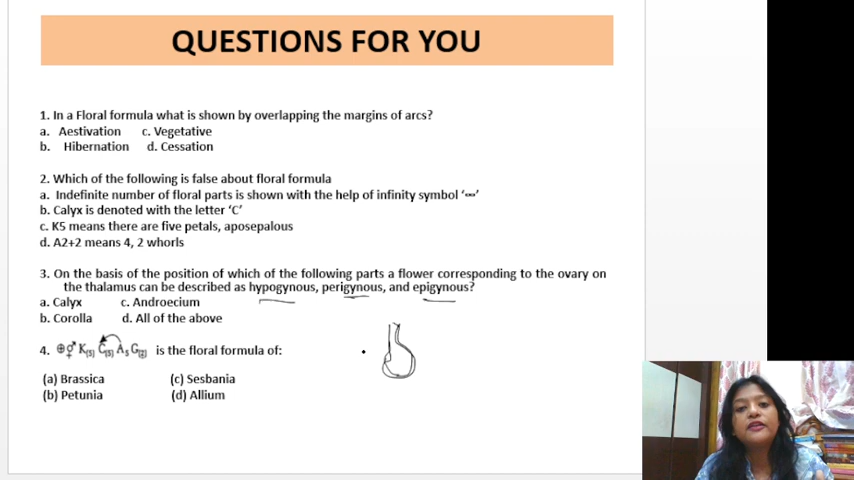 QUESTIONS FOR YOU
1. In a Floral formula what is shown by overlapping the margins of arcs?
a. Aestivation c. Vegetative
b. Hibernation d. Cessation
2. Which of the following is false about floral formula
a. Indefinite number of floral parts is shown with the help of infinity symbol ‘∞’
b. Calyx is denoted with the letter ‘C’
c. K5 means there are five petals, aposepalous
d. A2+2 means 4, 2 whorls
3. On the basis of the position of which of the following parts a flower corresponding to the ovary on
the thalamus can be described as hypogynous, perigynous, and epigynous?
a. Calyx c. Androecium
b. Corolla d. All of the above
4. ⊕⚥ K(5) C(5) A5 G(2) is the floral formula of:
(a) Brassica (c) Sesbania
(b) Petunia (d) Allium